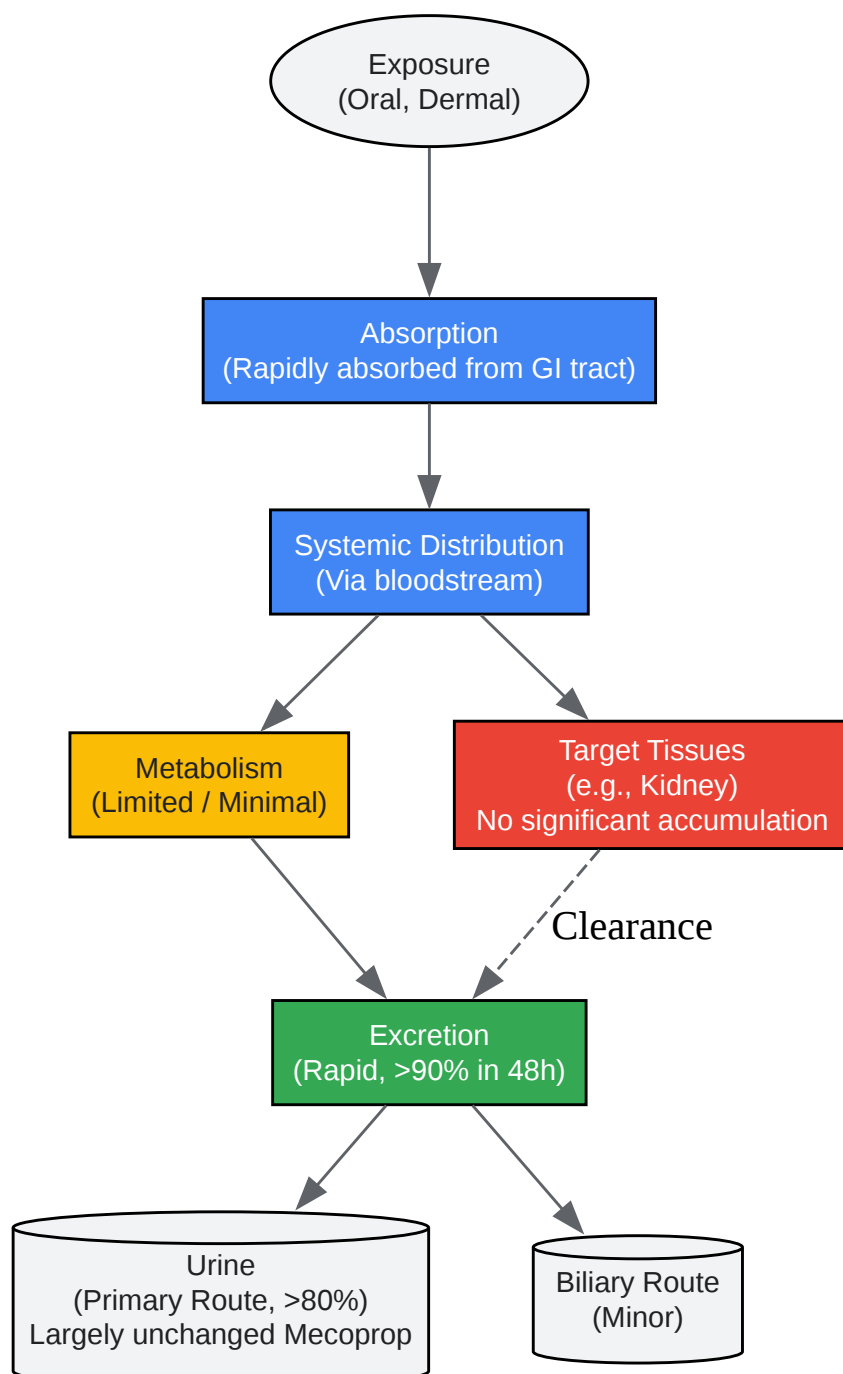 Exposure
(Oral, Dermal)
Absorption
(Rapidly absorbed from GI tract)
Systemic Distribution
(Via bloodstream)
Metabolism
(Limited / Minimal)
Target Tissues
(e.g., Kidney)
No significant accumulation
Clearance
Excretion
(Rapid, >90% in 48h)
Urine
(Primary Route, >80%)
Largely unchanged Mecoprop
Biliary Route
(Minor)